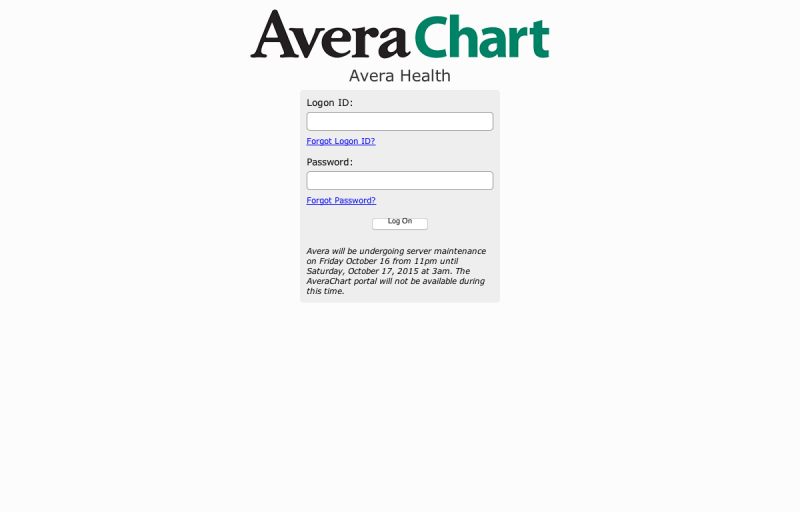 Avera Chart
Avera Health
Logon ID:
Forgot Logon ID?
Password:
Forgot Password?
Log On
Avera will be undergoing server maintenance
on Friday October 16 from 11pm until
Saturday, October 17, 2015 at 3am. The
AveraChart portal will not be available during
this time.